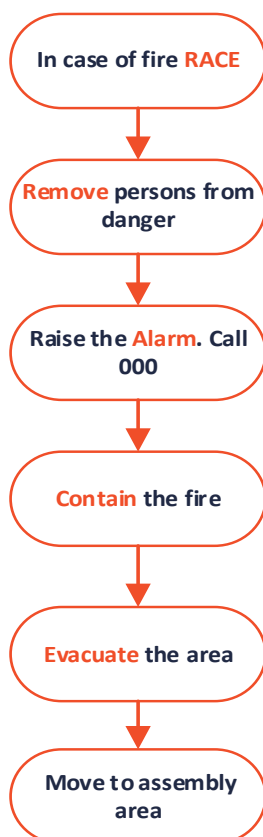 In case of fire RACE
Remove persons from
danger
Raise the Alarm. Call
000
Contain the fire
Evacuate the area
Move to assembly
area